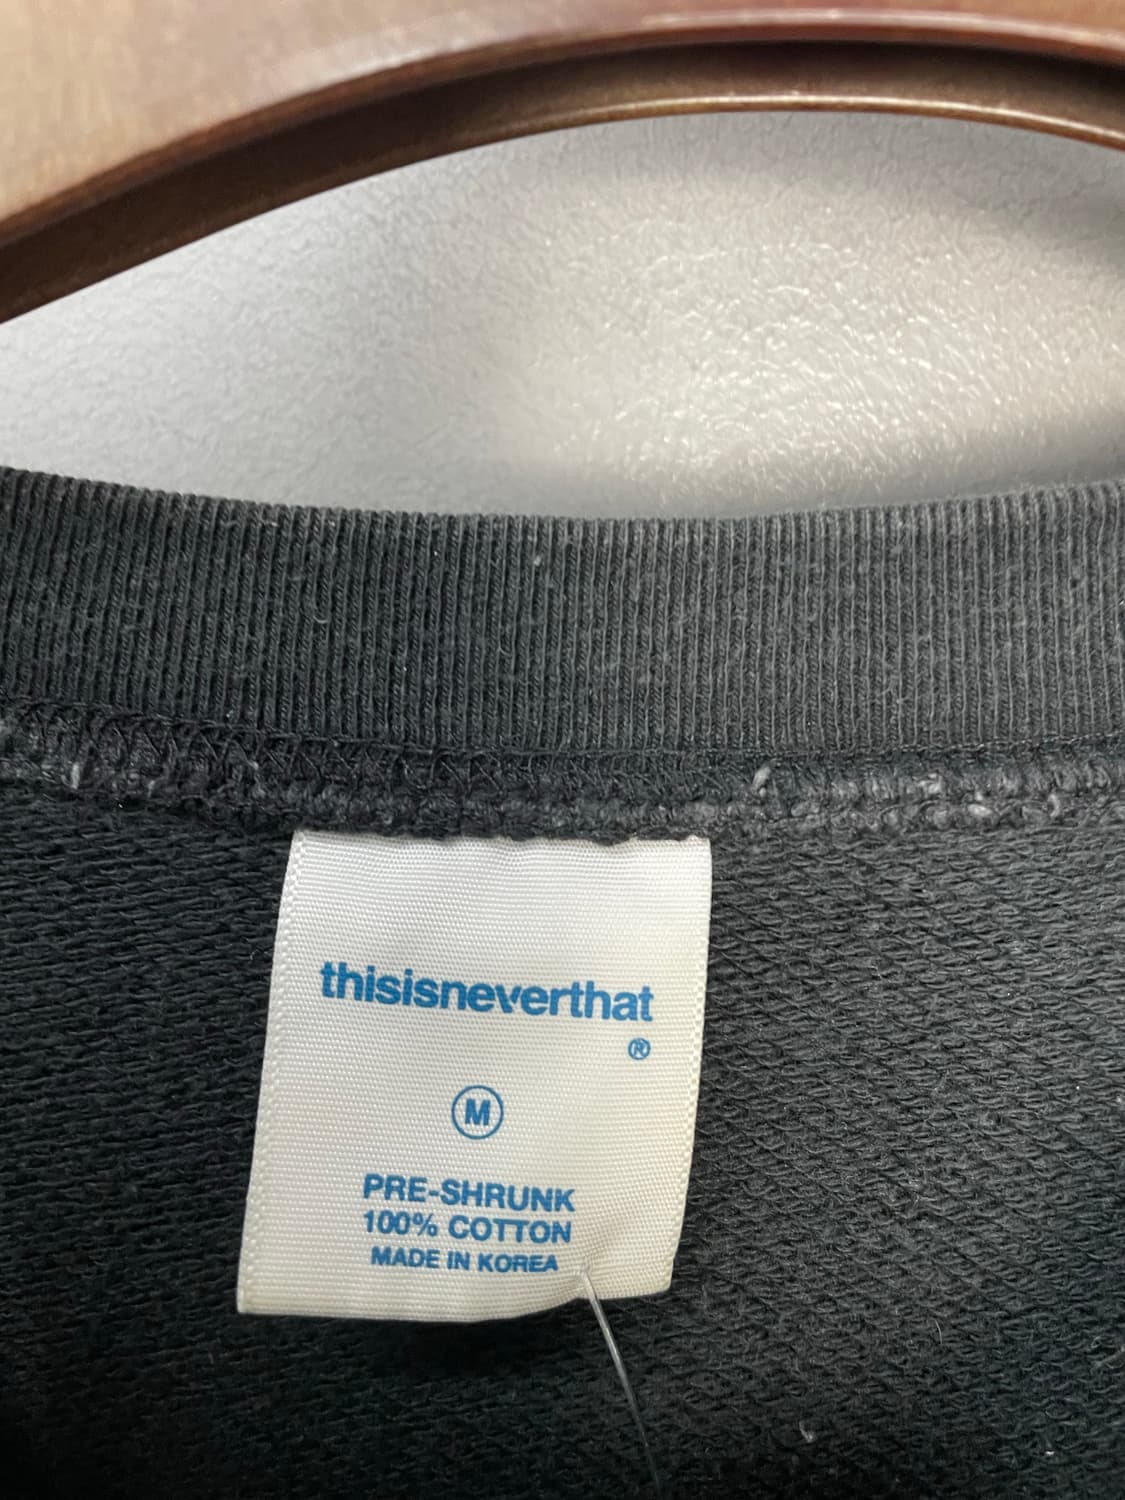 thisisneverthat
®
M
PRE-SHRUNK
100% COTTON
MADE IN KOREA